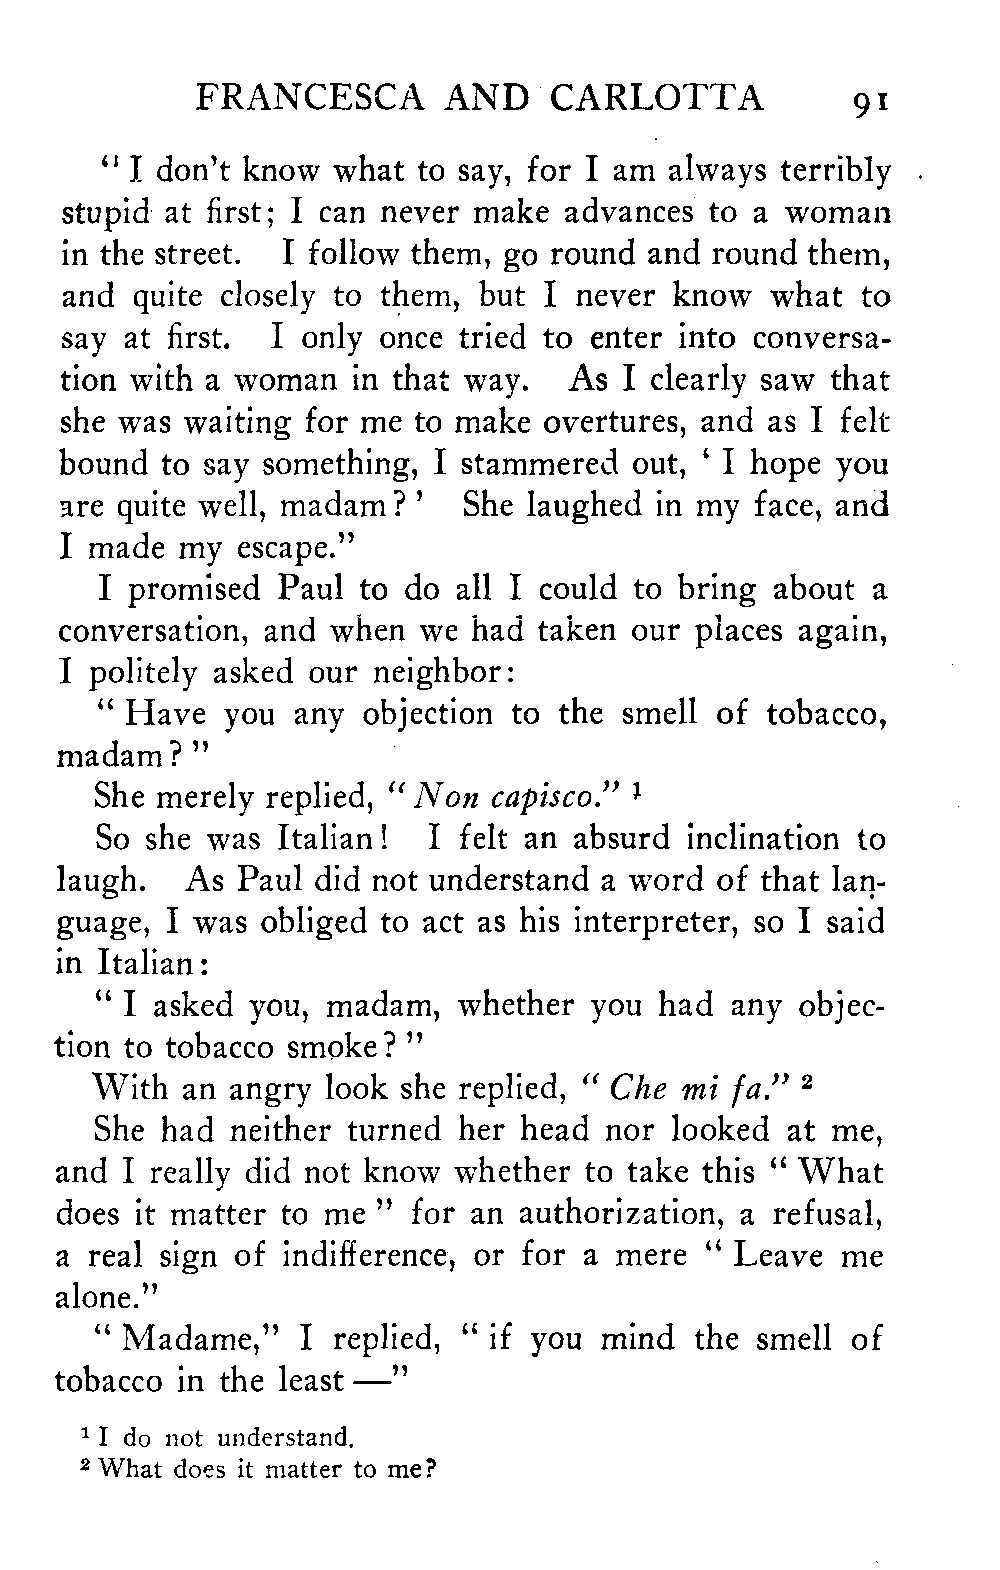 FRANCESCA AND CARLOTTA 91
" I don't know what to say, for I am always terribly
stupid at first; I can never make advances to a woman
in the street. I follow them, go round and round them,
and quite closely to them, but I never know what to
say at first. I only once tried to enter into conversa-
tion with a woman in that way. As I clearly saw that
she was waiting for me to make overtures, and as I felt
bound to say something, I stammered out, ' I hope you
are quite well, madam? ' She laughed in my face, and
I made my escape."
I promised Paul to do all I could to bring about a
conversation, and when we had taken our places again,
I politely asked our neighbor:
" Have you any objection to the smell of tobacco,
madam? "
She merely replied, " Non capisco." 1
So she was Italian! I felt an absurd inclination to
laugh. As Paul did not understand a word of that lan-
guage, I was obliged to act as his interpreter, so I said
in Italian:
" I asked you, madam, whether you had any objec-
tion to tobacco smoke? "
With an angry look she replied, " Che mi fa." 2
She had neither turned her head nor looked at me,
and I really did not know whether to take this " What
does it matter to me " for an authorization, a refusal,
a real sign of indifference, or for a mere " Leave me
alone."
" Madame," I replied, " if you mind the smell of
tobacco in the least —"
1 I do not understand.
2 What does it matter to me?